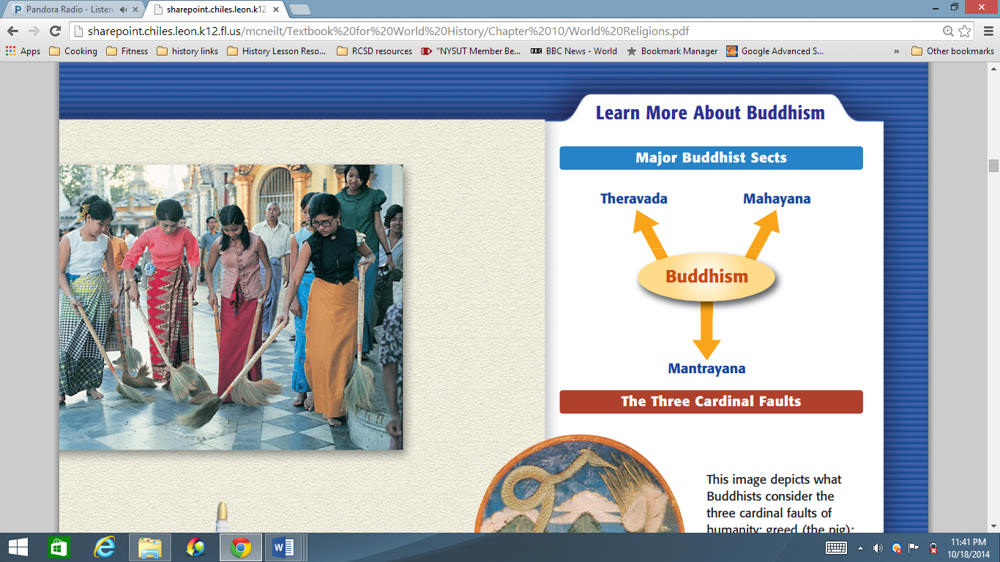 Pandora Radio - Listen
sharepoint.chiles.leon.k12
sharepoint.chiles.leon.k12.fl.us/mcneilt/Textbook%20for%20World%20History/Chapter%2010/World%20Religions.pdf
Apps Cooking Fitness history links History Lesson Reso... RCSD resources "NYSUT Member Be... BBC BBC News - World Bookmark Manager Google Advanced S... » Other bookmarks
Learn More About Buddhism
Major Buddhist Sects
Theravada Mahayana
Buddhism
Mantrayana
The Three Cardinal Faults
This image depicts what
Buddhists consider the
three cardinal faults of
humanity: greed (the pig);
11:41 PM
10/18/2014